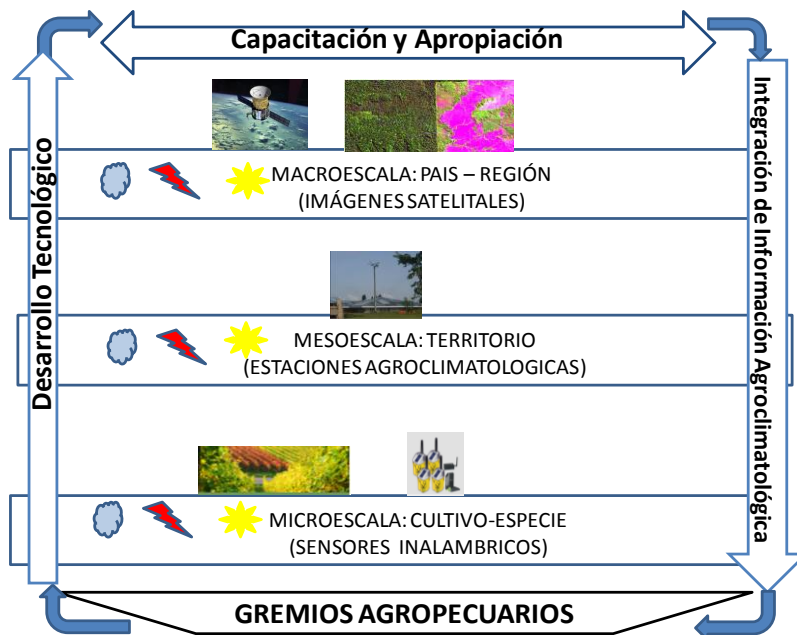 Capacitación y Apropiación
Desarrollo Tecnológico
Integración de Información Agroclimatológica
MACROESCALA: PAIS – REGIÓN
(IMÁGENES SATELITALES)
MESOESCALA: TERRITORIO
(ESTACIONES AGROCLIMATOLOGICAS)
MICROESCALA: CULTIVO-ESPECIE
(SENSORES INALAMBRICOS)
GREMIOS AGROPECUARIOS